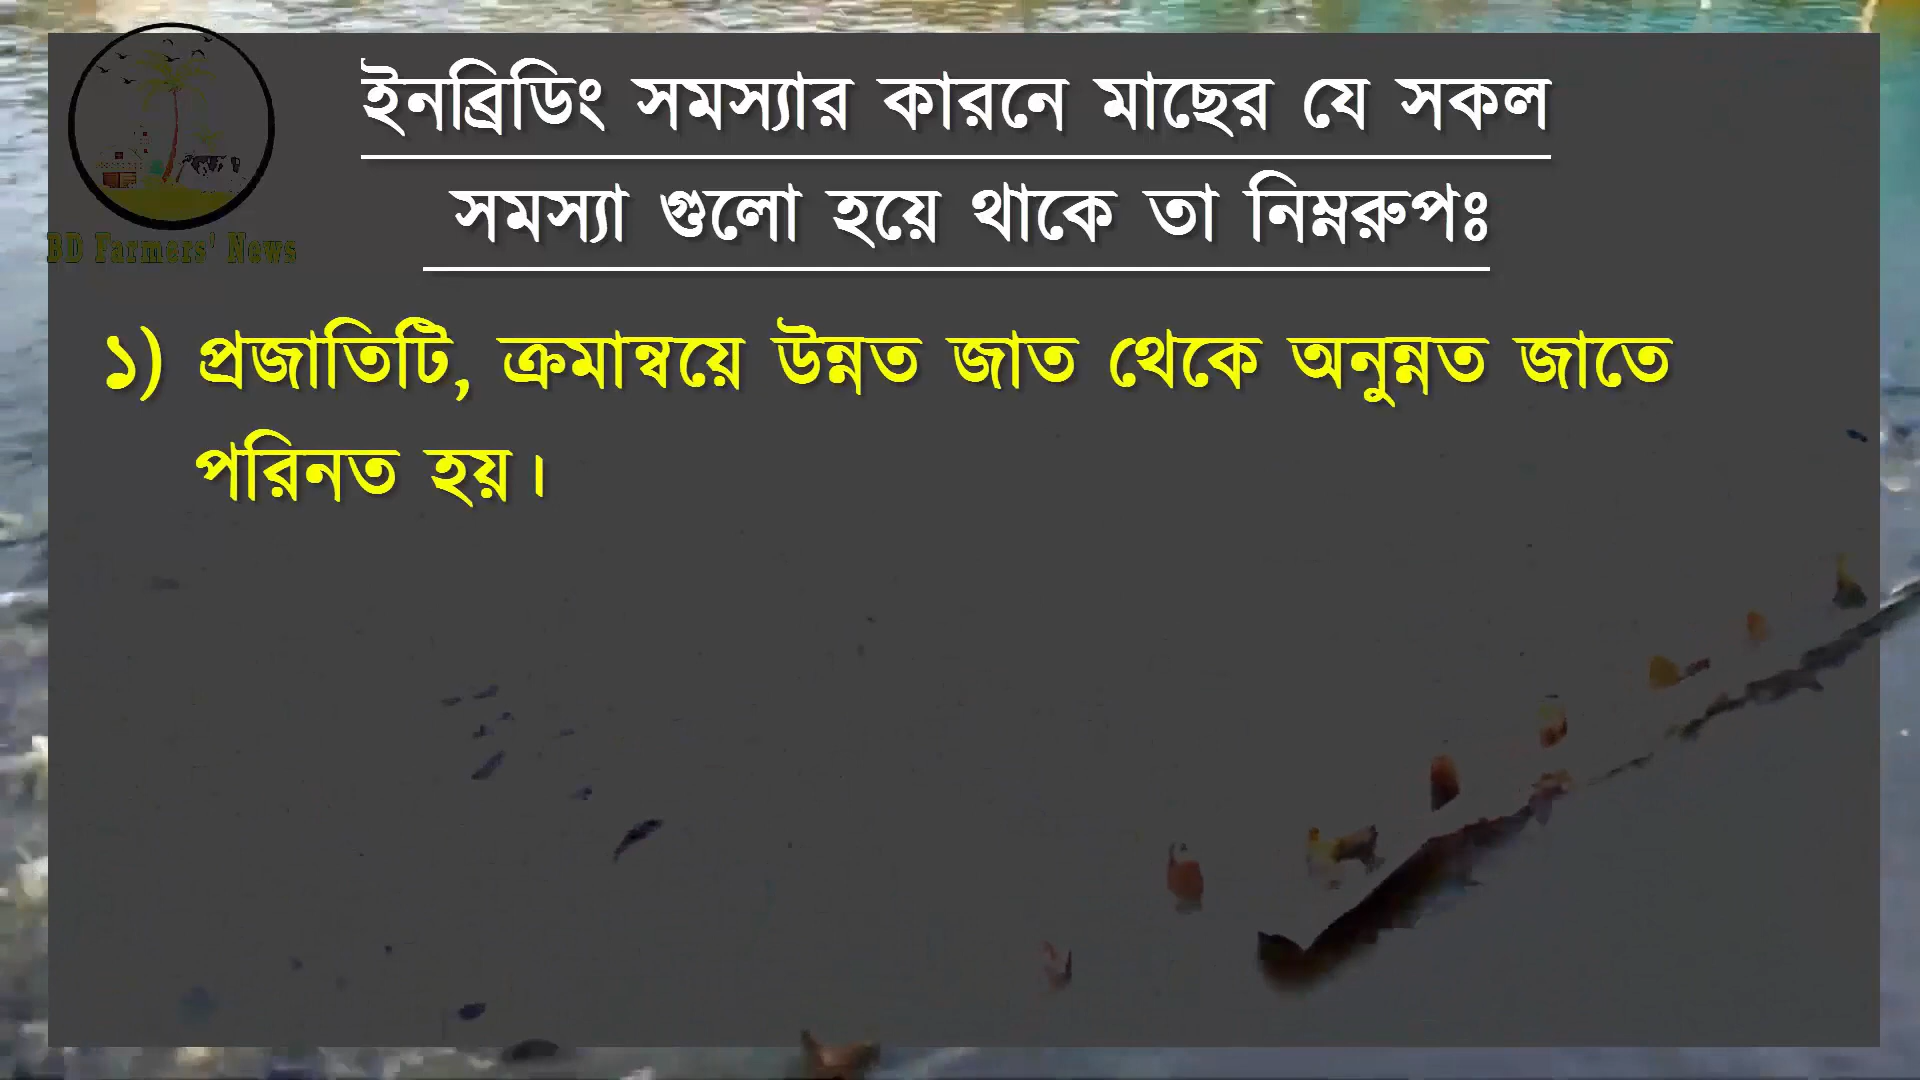 BD Farmers' News
ইনব্রিডিং সমস্যার কারনে মাছের যে সকল
সমস্যা গুলো হয়ে থাকে তা নিম্নরুপঃ
১) প্রজাতিটি, ক্রমান্বয়ে উন্নত জাত থেকে অনুন্নত জাতে
পরিনত হয়।